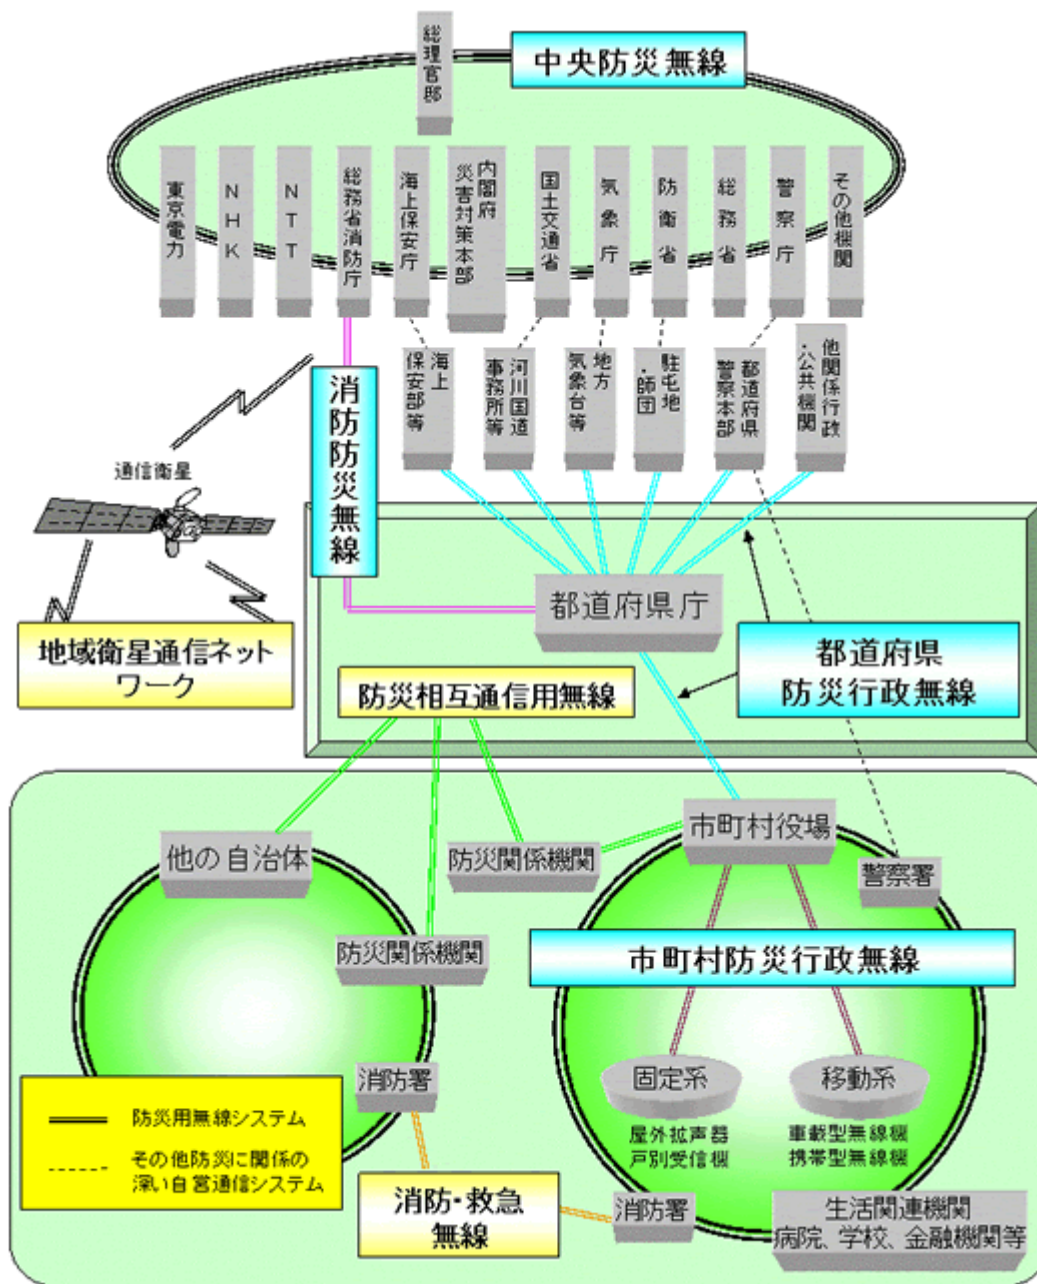 中央防災無線
総理官邸
東京電力
NHK
NTT
総務省消防庁
海上保安庁
内閣府
災害対策本部
国土交通省
気象庁
防衛省
総務省
警察庁
その他機関
海上
保安部等
河川国道
事務所等
地方
気象台等
駐屯地
・師団
都道府県
警察本部
他関係行政
・公共機関
消防防災無線
通信衛星
地域衛星通信ネット
ワーク
都道府県庁
都道府県
防災行政無線
防災相互通信用無線
他の自治体
防災関係機関
市町村役場
警察署
防災関係機関
市町村防災行政無線
消防署
固定系
移動系
屋外拡声器
戸別受信機
車載型無線機
携帯型無線機
防災用無線システム
その他防災に関係の
深い自営通信システム
消防・救急
無線
消防署
生活関連機関
病院、学校、金融機関等